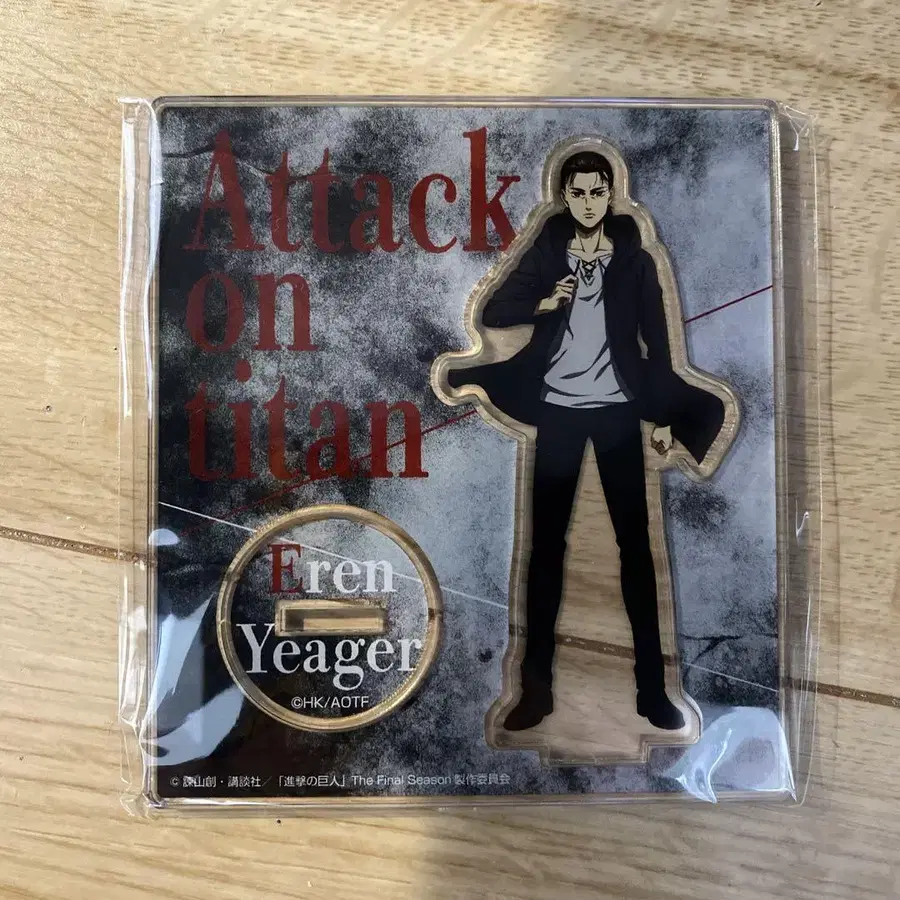 Attack
on
titan
Eren
Yeager
©HK/AOTF
© 諫山創・講談社／「進撃の巨人」The Final Season 製作委員会